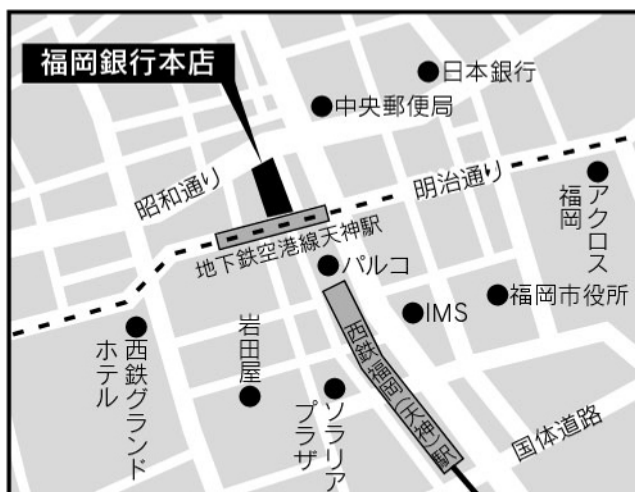 福岡銀行本店
日本銀行
中央郵便局
昭和通り
明治通り
アクロス
福岡
地下鉄空港線天神駅
パルコ
福岡市役所
IMS
西鉄福岡(天神)駅
岩田屋
西鉄グランド
ホテル
ソラリア
プラザ
国体道路